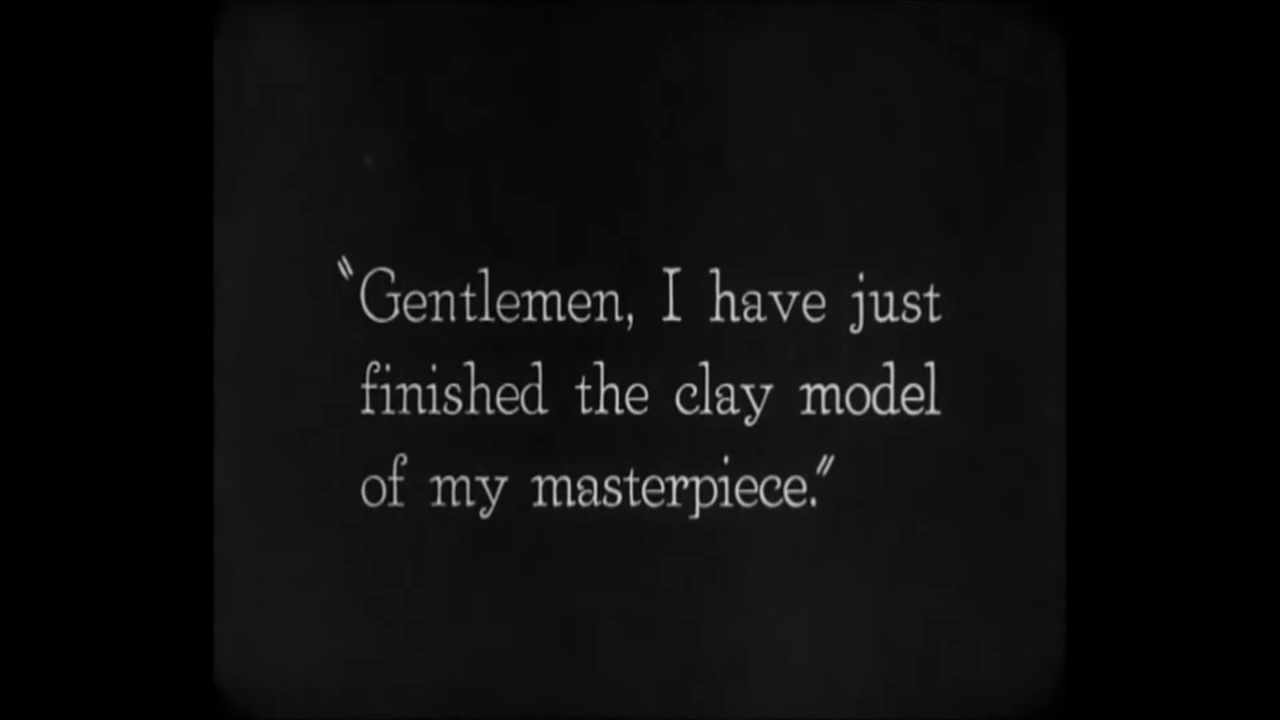 "Gentlemen, I have just
finished the clay model
of my masterpiece."